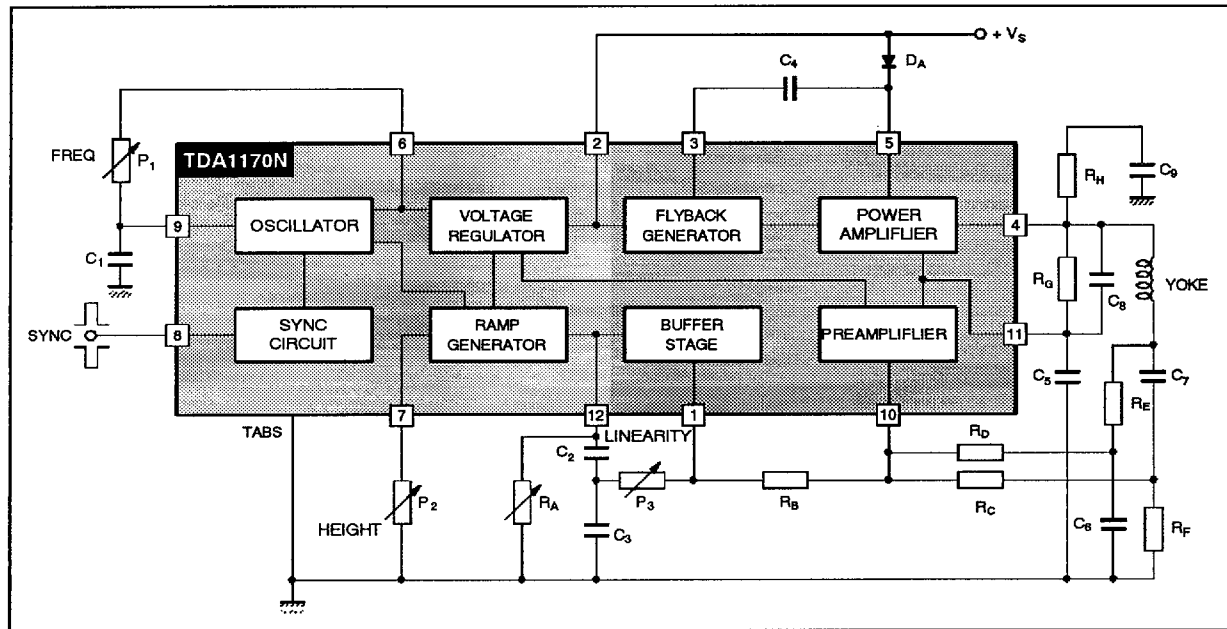 + VS
C4
DA
6
2
3
5
FREQ
P1
TDA1170N
RH
C9
9
OSCILLATOR
VOLTAGE
REGULATOR
FLYBACK
GENERATOR
POWER
AMPLIFLIER
4
C1
RG
C8
YOKE
SYNC
8
SYNC
CIRCUIT
RAMP
GENERATOR
BUFFER
STAGE
PREAMPLIFLIER
11
C5
C7
RE
7
12
1
10
TABS
LINEARITY
C2
RD
P2
RA
P3
RB
RC
HEIGHT
C3
C6
RF